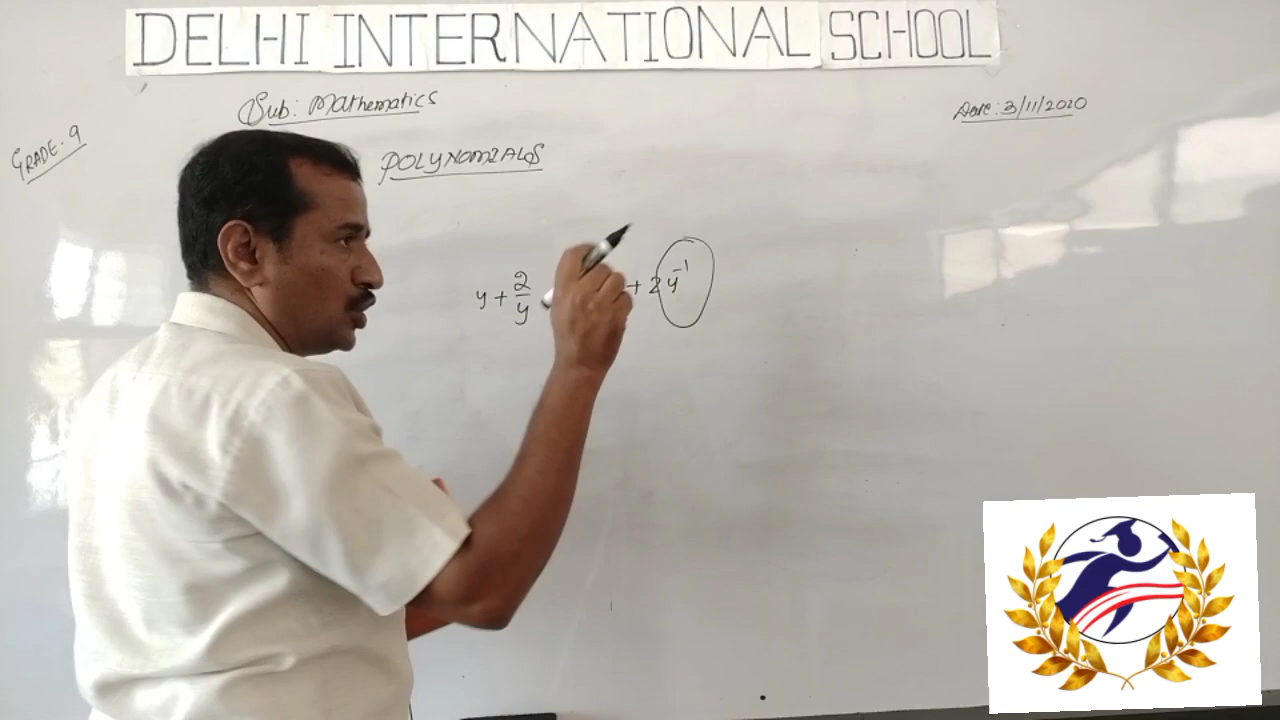 DELHI INTERNATIONAL SCHOOL
Sub: Mathematics
Date: 3/11/2020
GRADE-9
POLYNOMIALS
y + 2/y + 2y⁻¹